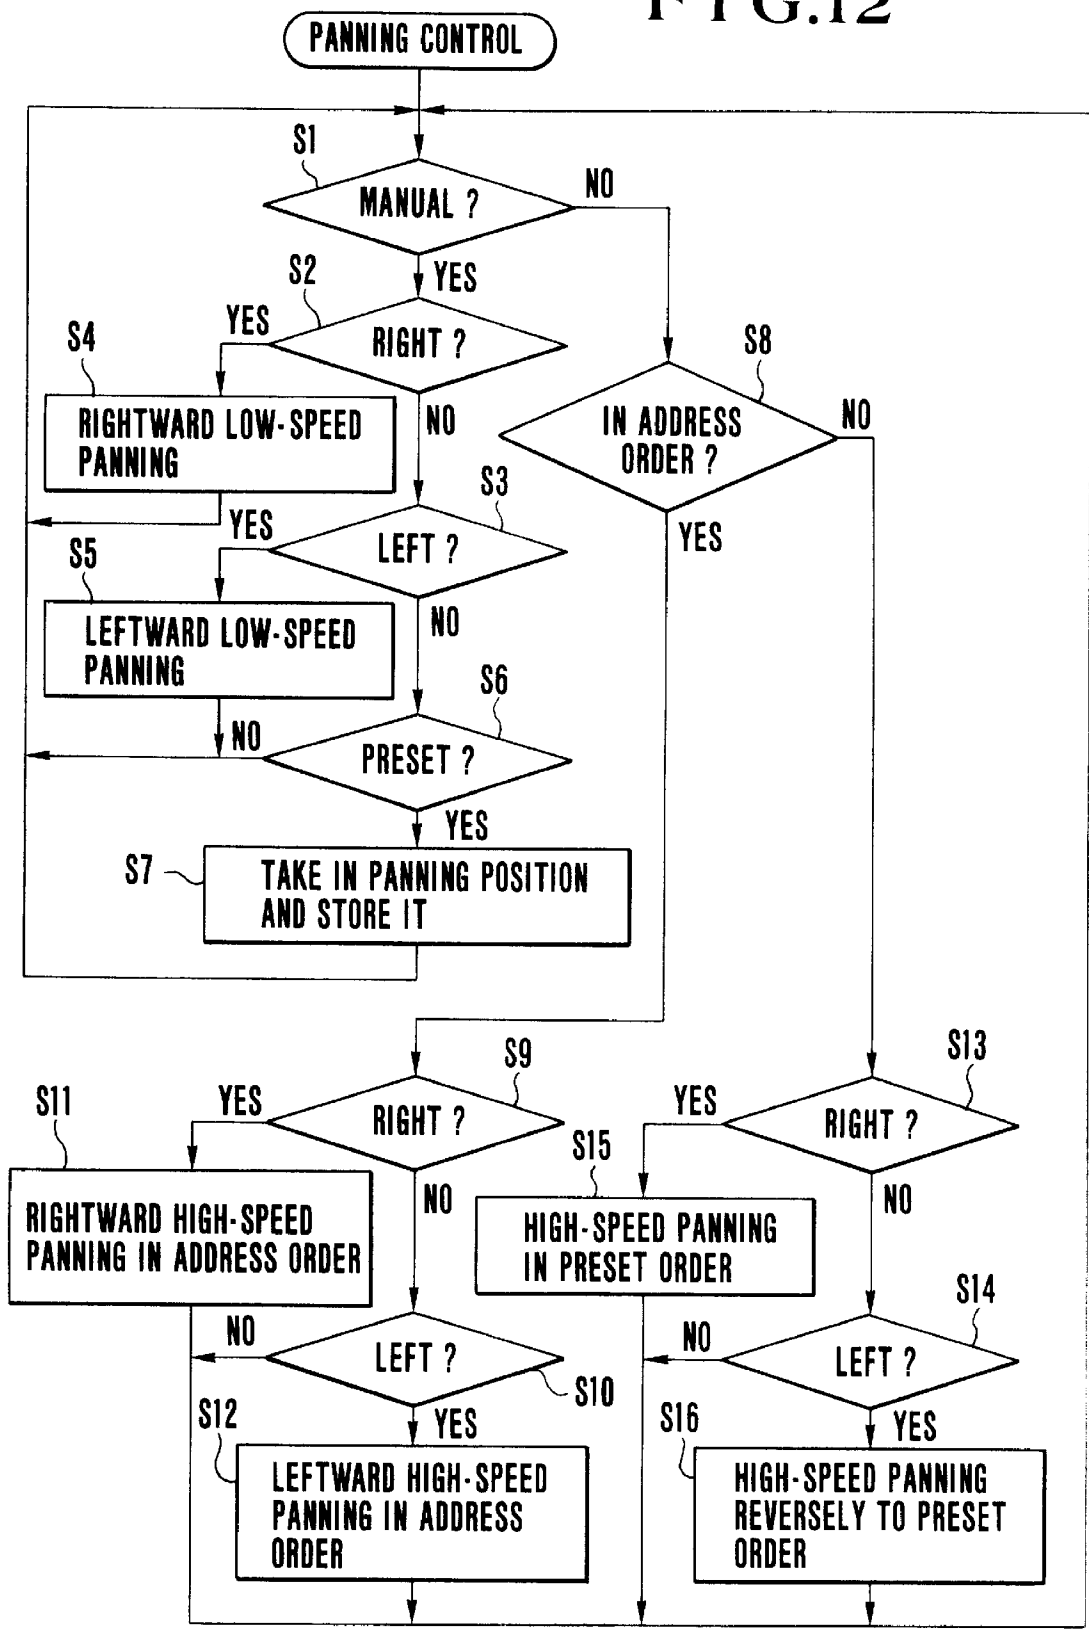 FIG.12
PANNING CONTROL
S1
MANUAL ?
NO
YES
S2
RIGHT ?
YES
S4
RIGHTWARD LOW-SPEED
PANNING
NO
S8
IN ADDRESS
ORDER ?
NO
YES
S3
LEFT ?
YES
S5
LEFTWARD LOW-SPEED
PANNING
NO
S6
PRESET ?
NO
YES
S7
TAKE IN PANNING POSITION
AND STORE IT
S9
RIGHT ?
YES
S11
RIGHTWARD HIGH-SPEED
PANNING IN ADDRESS ORDER
NO
LEFT ?
S10
NO
YES
S12
LEFTWARD HIGH-SPEED
PANNING IN ADDRESS
ORDER
S13
RIGHT ?
YES
S15
HIGH-SPEED PANNING
IN PRESET ORDER
NO
S14
LEFT ?
NO
YES
S16
HIGH-SPEED PANNING
REVERSELY TO PRESET
ORDER